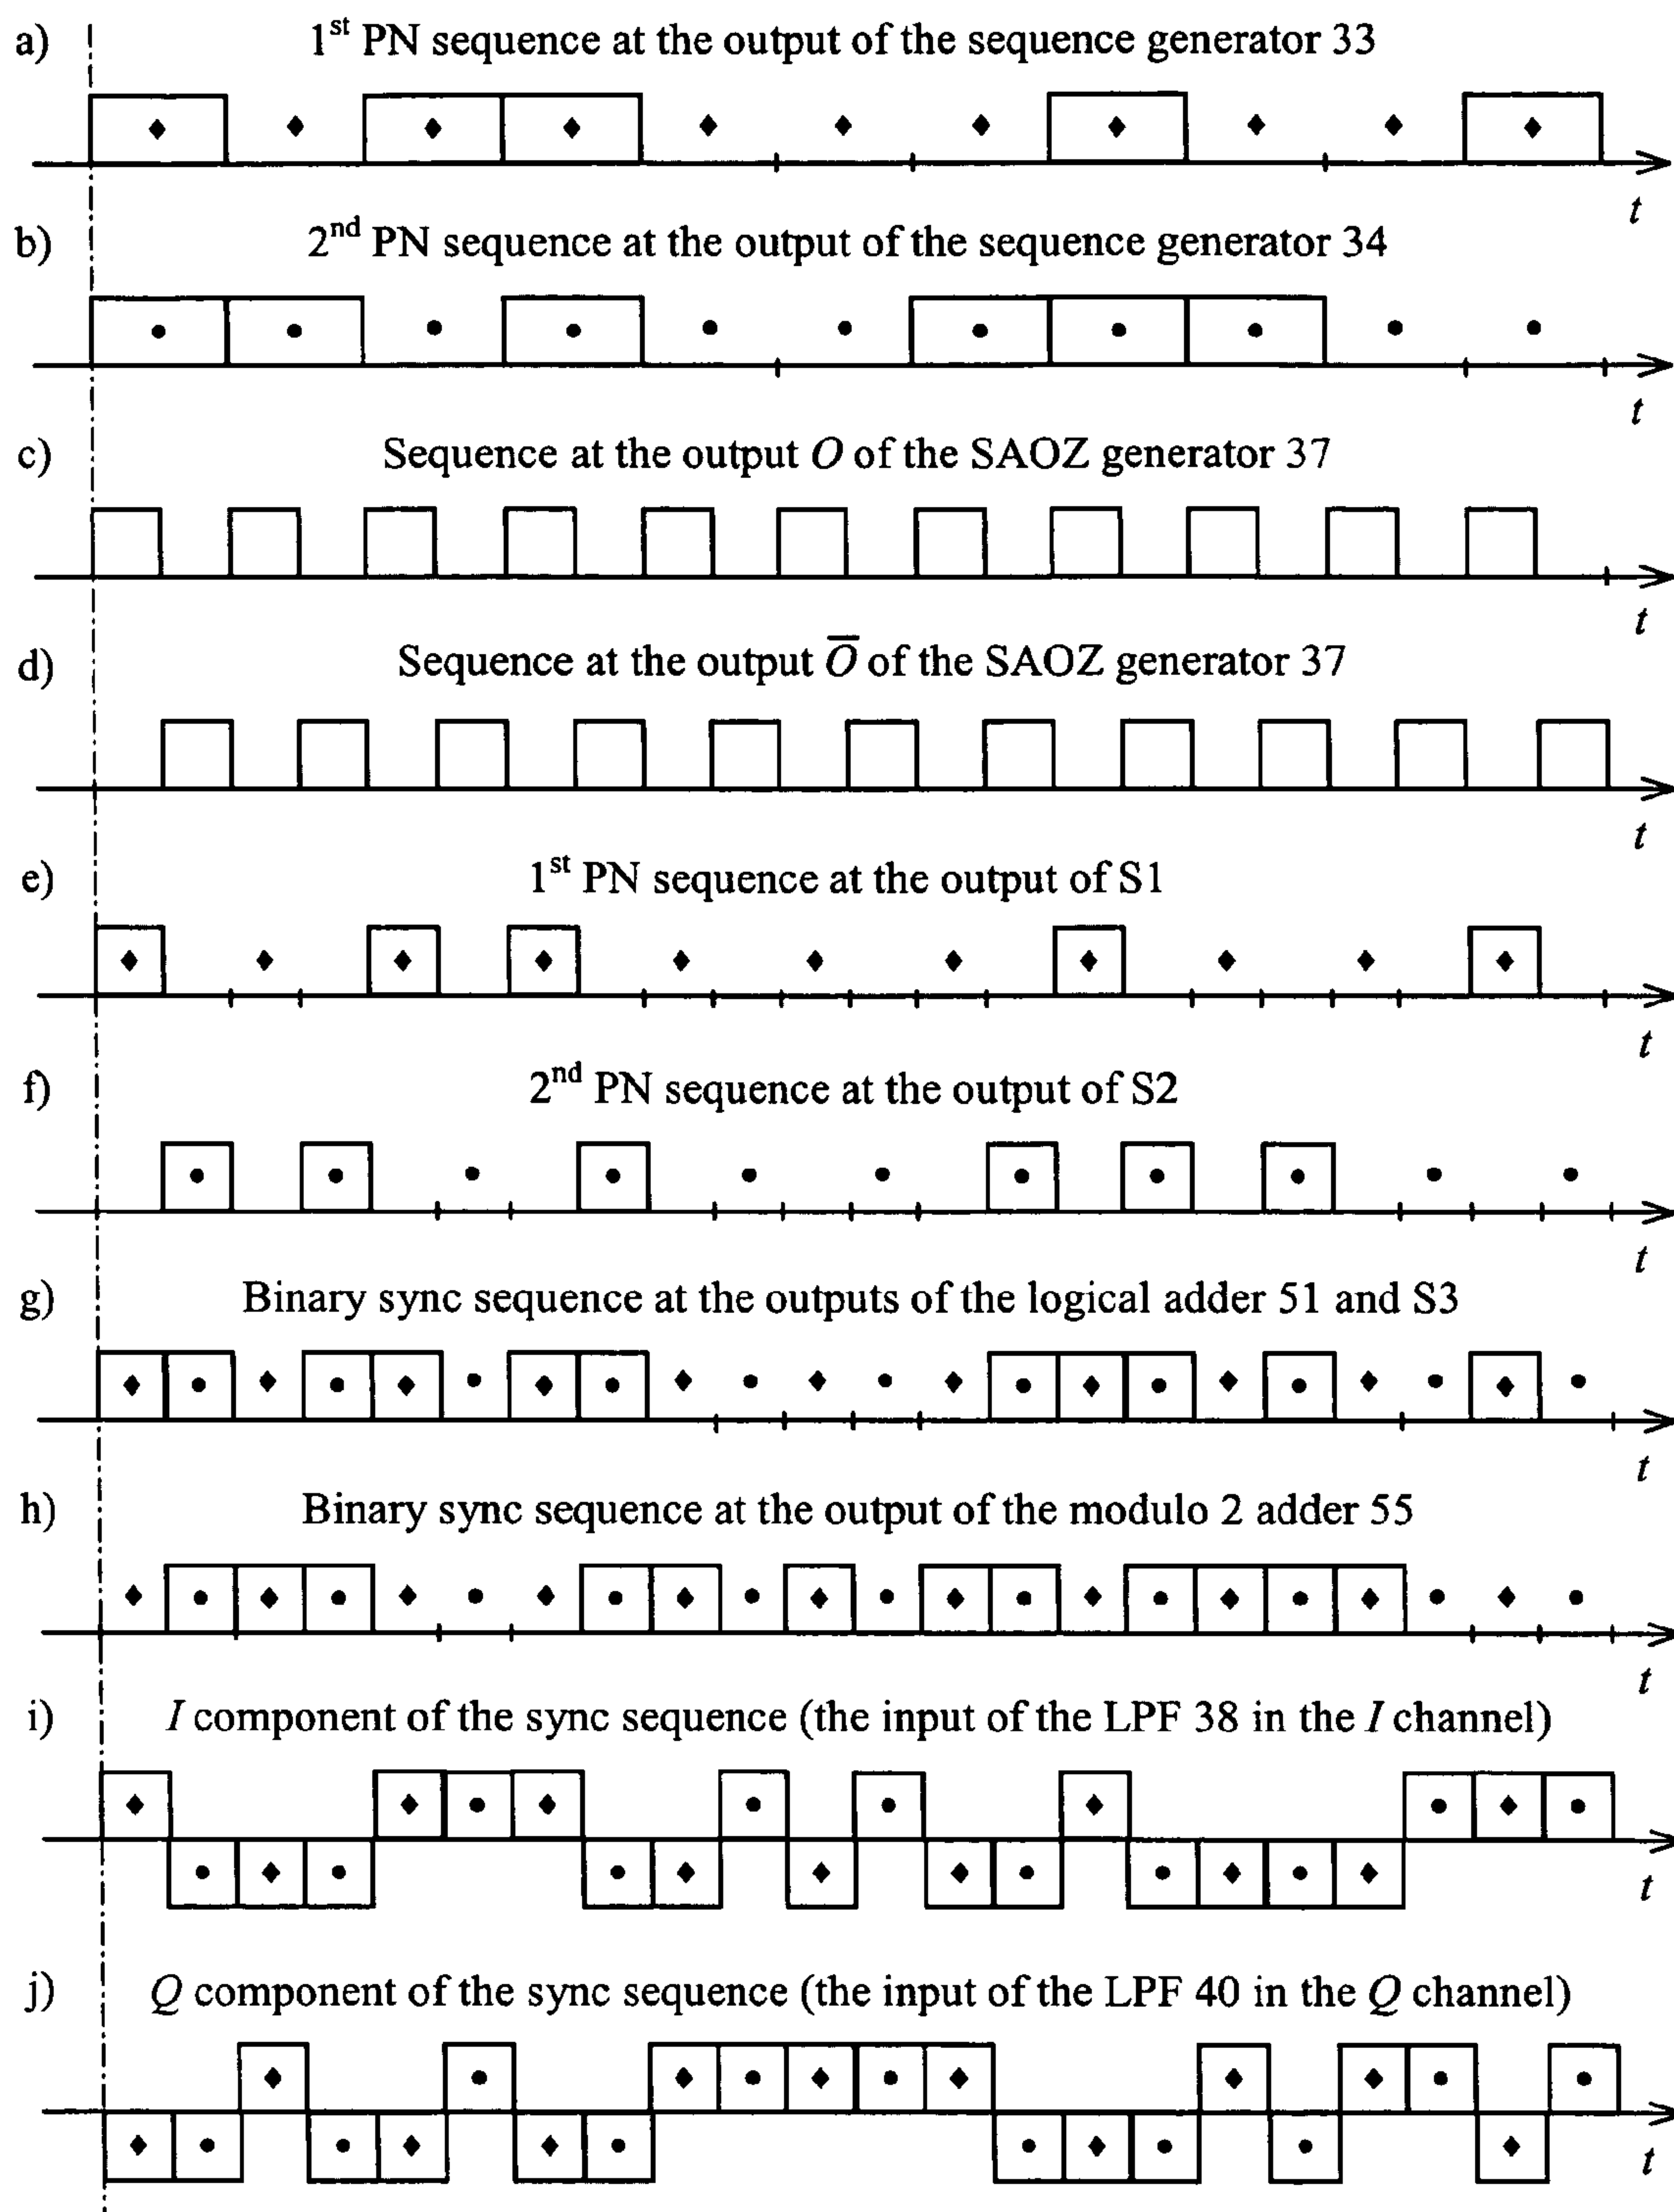 a) 1st PN sequence at the output of the sequence generator 33
t
b) 2nd PN sequence at the output of the sequence generator 34
t
c) Sequence at the output O of the SAOZ generator 37
t
d) Sequence at the output O̅ of the SAOZ generator 37
t
e) 1st PN sequence at the output of S1
t
f) 2nd PN sequence at the output of S2
t
g) Binary sync sequence at the outputs of the logical adder 51 and S3
t
h) Binary sync sequence at the output of the modulo 2 adder 55
t
i) I component of the sync sequence (the input of the LPF 38 in the I channel)
t
j) Q component of the sync sequence (the input of the LPF 40 in the Q channel)
t